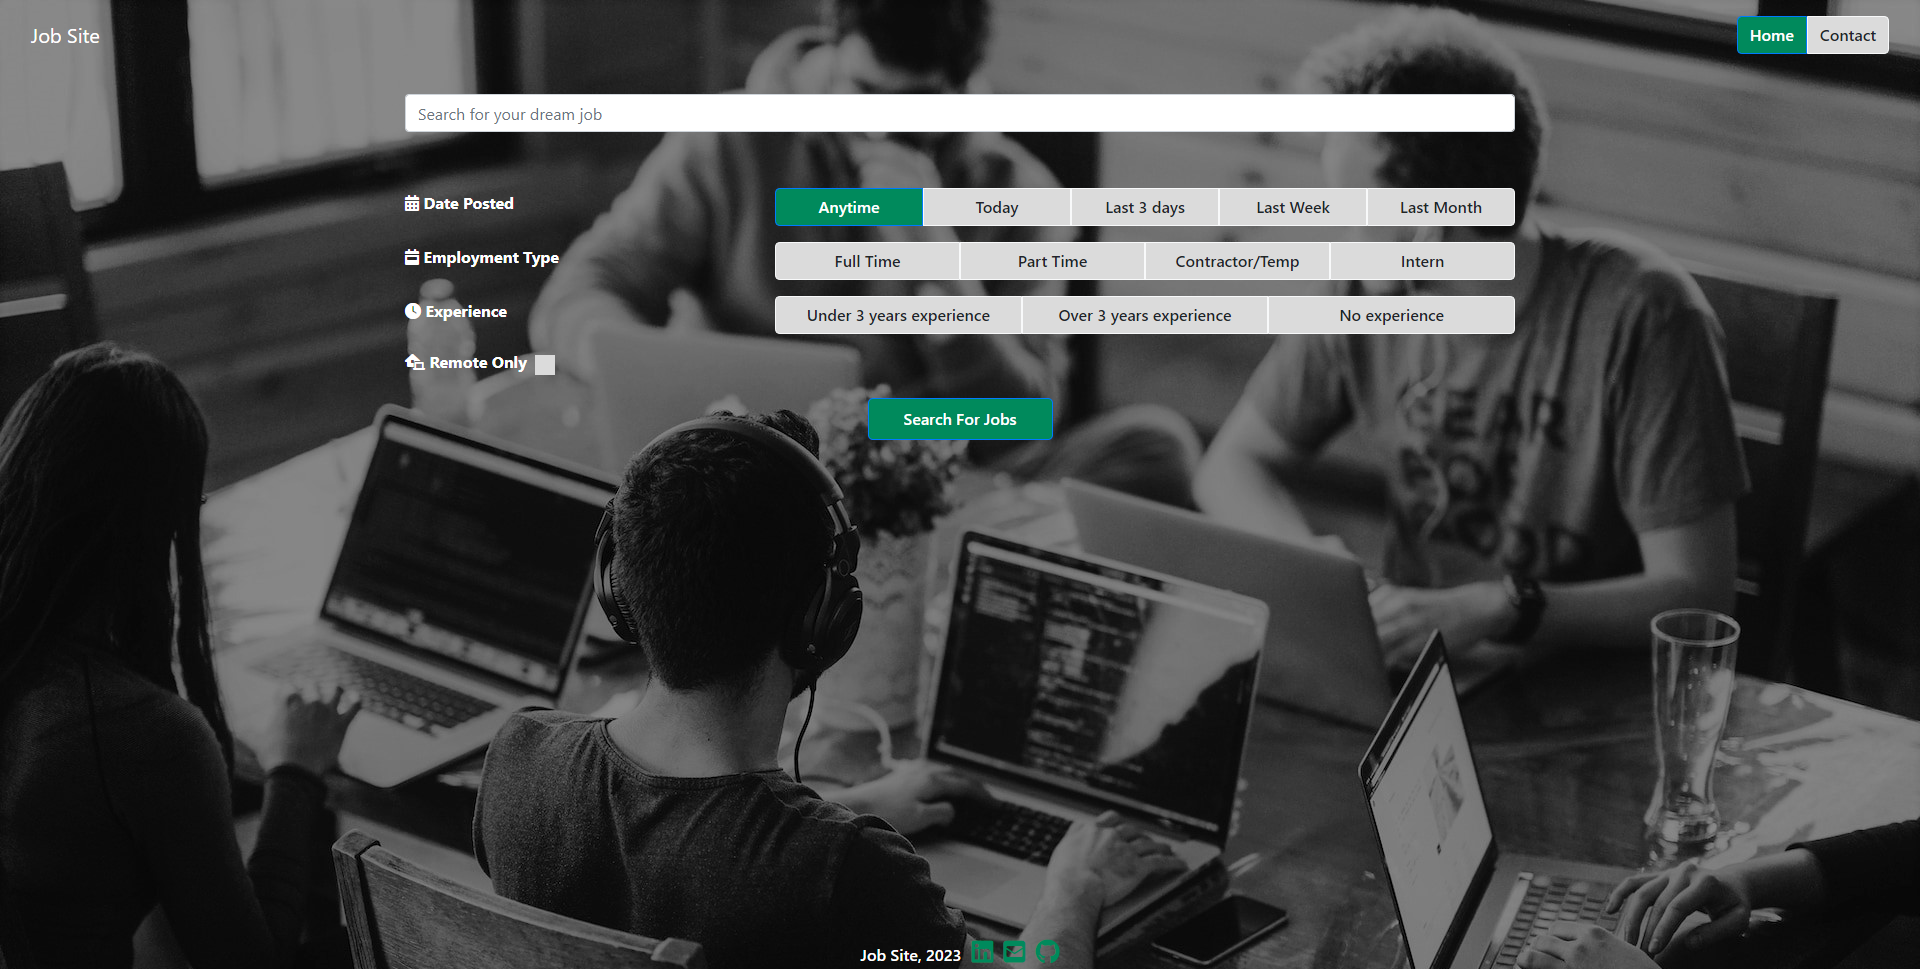 Job Site
Home Contact
Search for your dream job
Date Posted
Anytime Today Last 3 days Last Week Last Month
Employment Type
Full Time Part Time Contractor/Temp Intern
Experience
Under 3 years experience Over 3 years experience No experience
Remote Only
Search For Jobs
Job Site, 2023 in